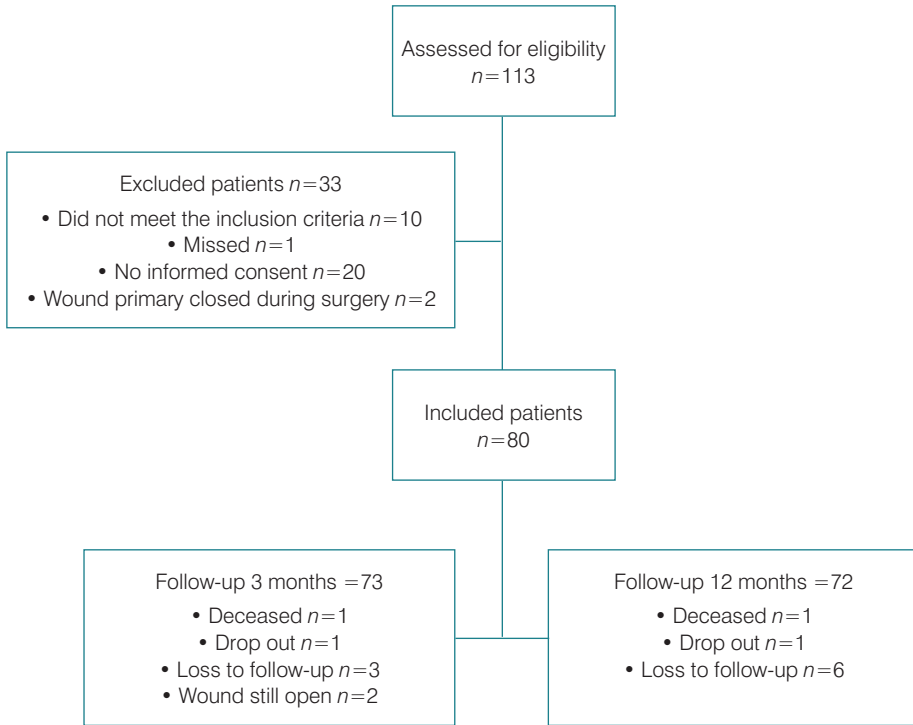 Assessed for eligibility
n=113
Excluded patients n=33
• Did not meet the inclusion criteria n=10
• Missed n=1
• No informed consent n=20
• Wound primary closed during surgery n=2
Included patients
n=80
Follow-up 3 months =73
• Deceased n=1
• Drop out n=1
• Loss to follow-up n=3
• Wound still open n=2
Follow-up 12 months =72
• Deceased n=1
• Drop out n=1
• Loss to follow-up n=6